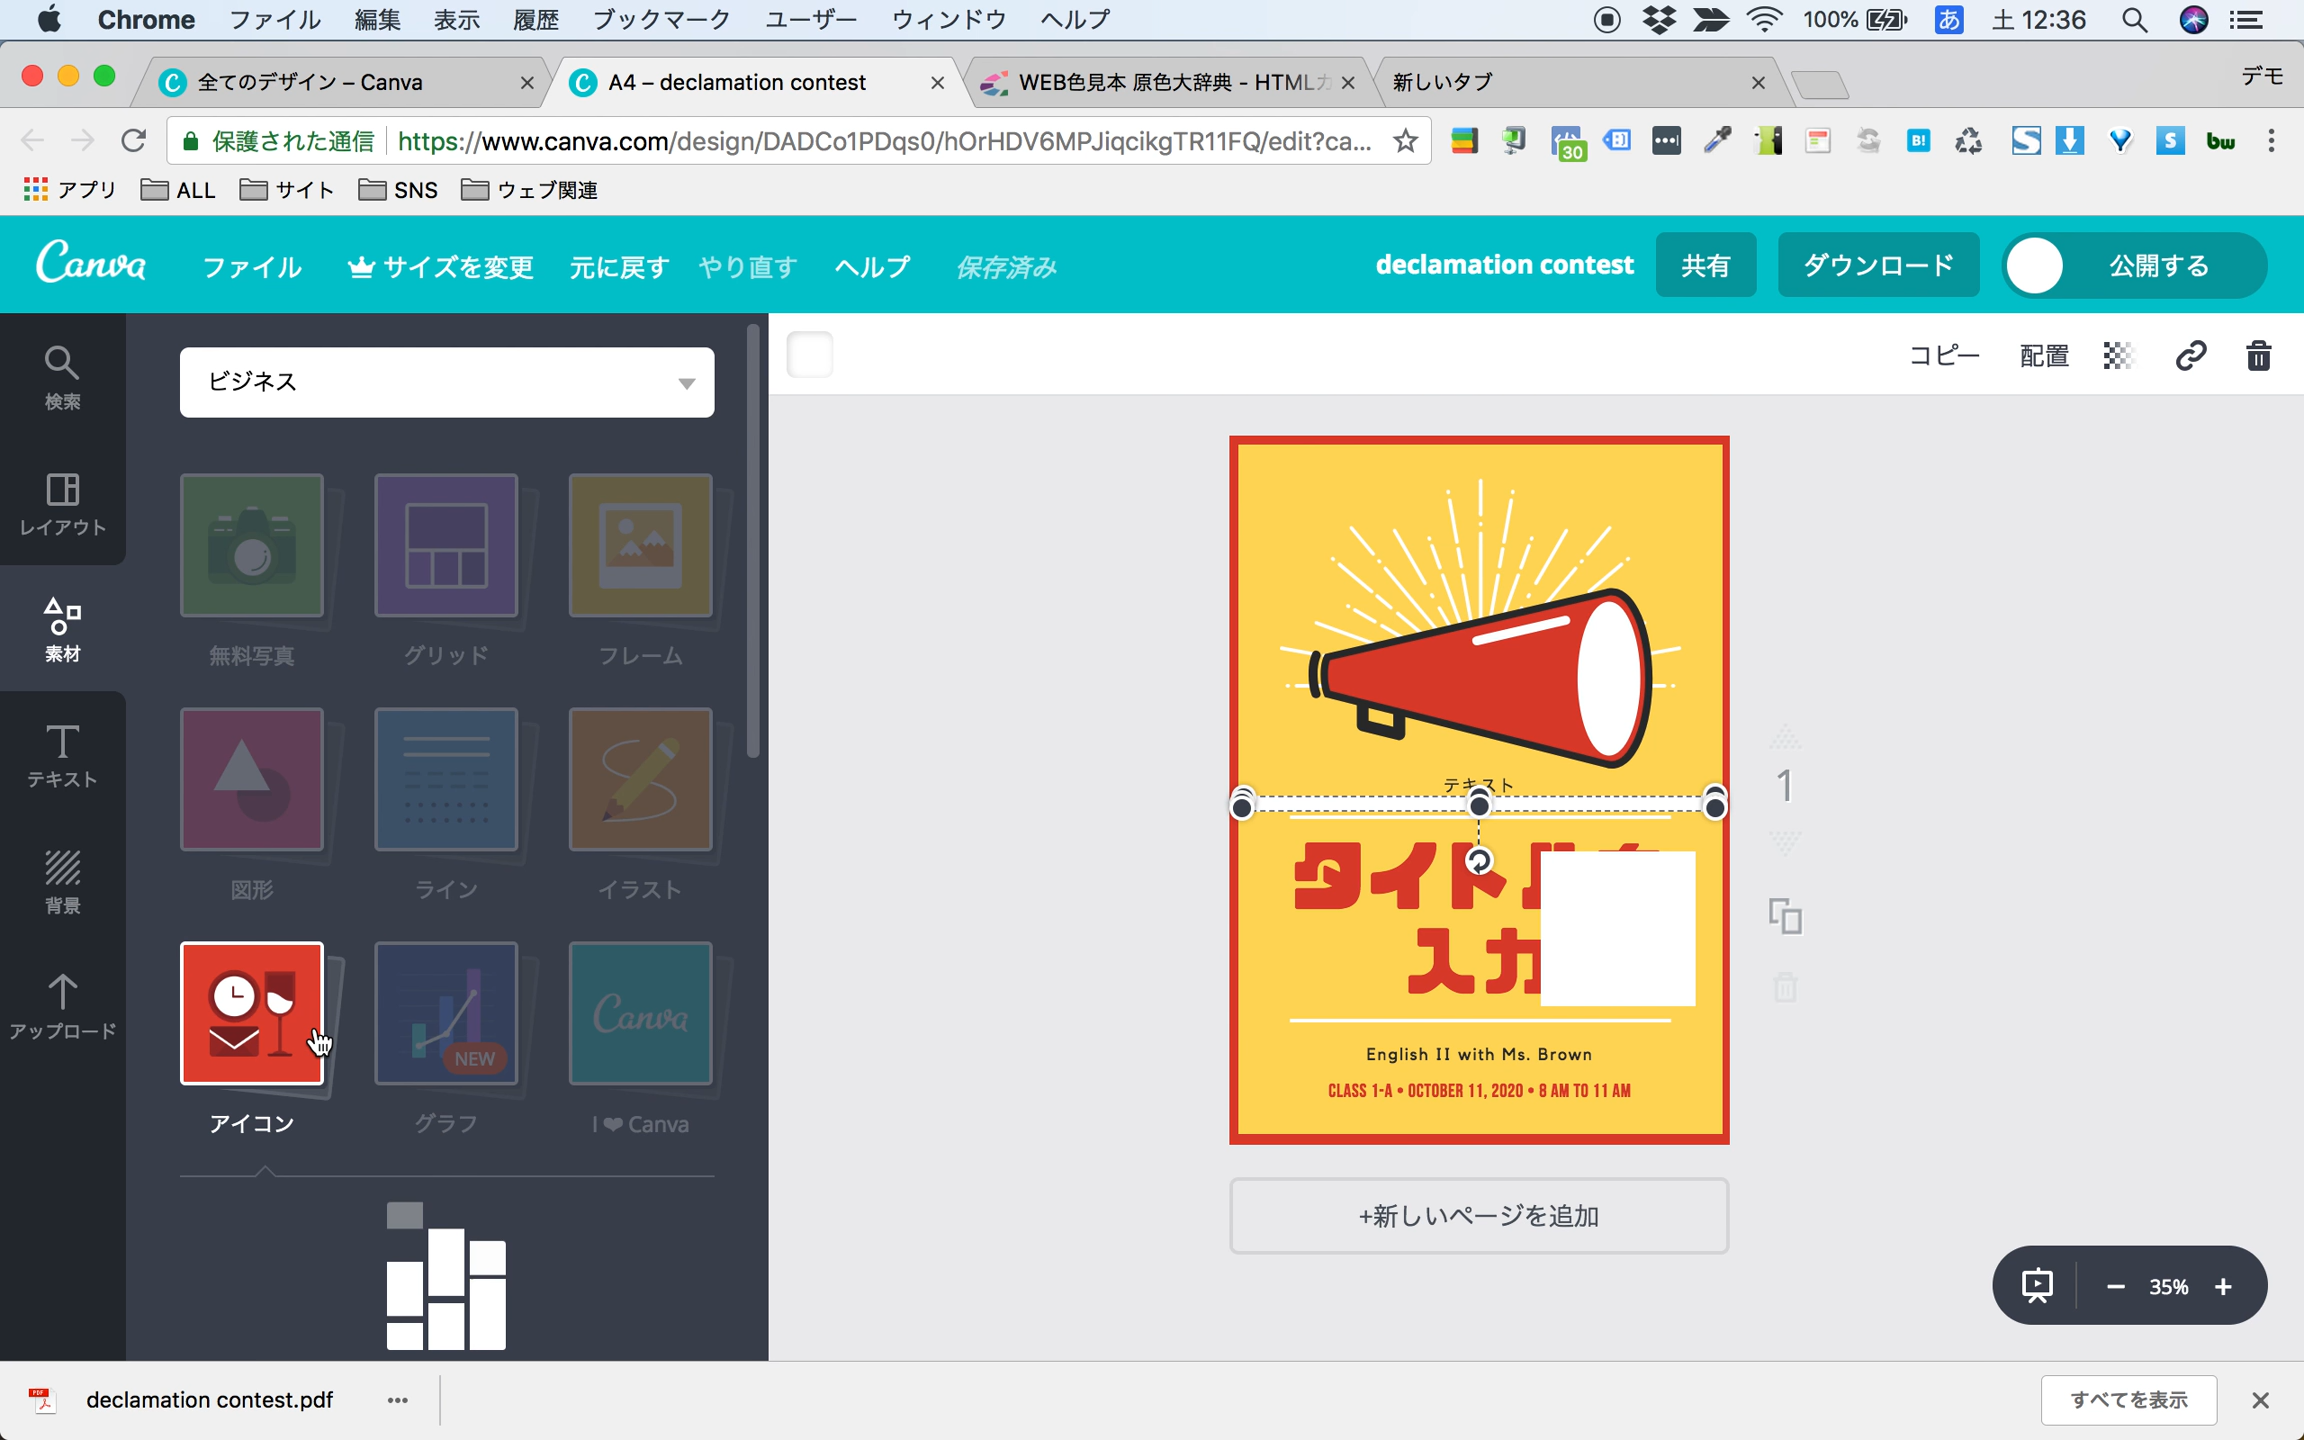 Chrome ファイル 編集 表示 履歴 ブックマーク ユーザー ウィンドウ ヘルプ 100% あ 土 12:36
全てのデザイン – Canva
A4 – declamation contest
WEB色見本 原色大辞典 - HTML
新しいタブ
デモ
保護された通信 https://www.canva.com/design/DADCo1PDqs0/hOrHDV6MPJiqcikgTR11FQ/edit?ca...
30
B!
S
S
bw
アプリ ALL サイト SNS ウェブ関連
Canva ファイル サイズを変更 元に戻す やり直す ヘルプ 保存済み declamation contest 共有 ダウンロード 公開する
検索
レイアウト
素材
テキスト
背景
アップロード
ビジネス
無料写真 グリッド フレーム
図形 ライン イラスト
NEW
Canva
アイコン グラフ I ❤ Canva
コピー 配置
テキスト
タイト
入力
English II with Ms. Brown
CLASS 1-A • OCTOBER 11, 2020 • 8 AM TO 11 AM
1
+新しいページを追加
− 35% +
PDF
declamation contest.pdf
すべてを表示